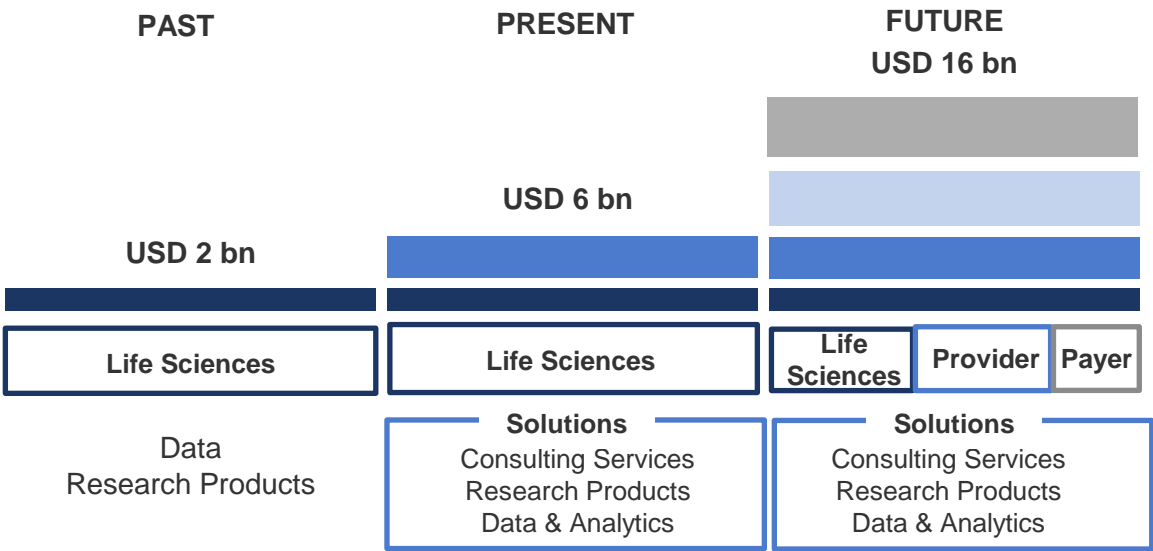 PAST
PRESENT
FUTURE
USD 16 bn
USD 6 bn
USD 2 bn
Life Sciences
Life Sciences
Life
Sciences
Provider
Payer
Data
Research Products
Solutions
Consulting Services
Research Products
Data & Analytics
Solutions
Consulting Services
Research Products
Data & Analytics